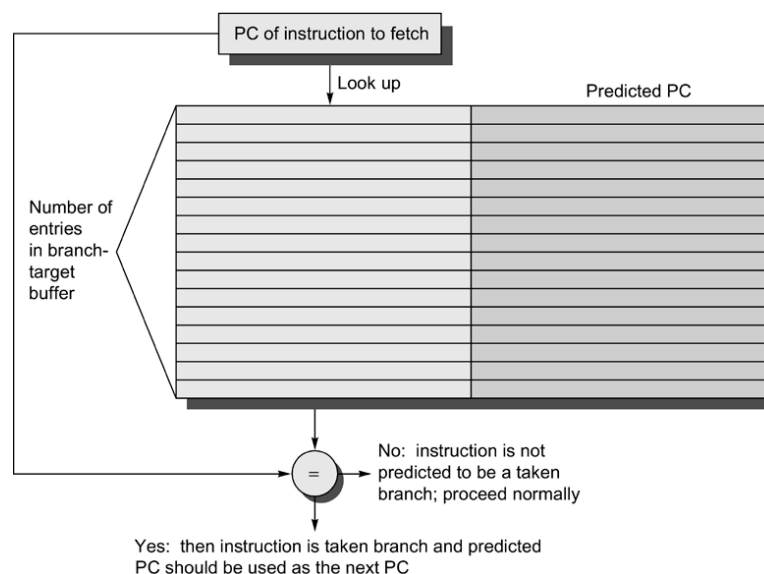 PC of instruction to fetch
Look up
Predicted PC
Number of
entries
in branch-
target
buffer
=
No: instruction is not
predicted to be a taken
branch; proceed normally
Yes: then instruction is taken branch and predicted
PC should be used as the next PC